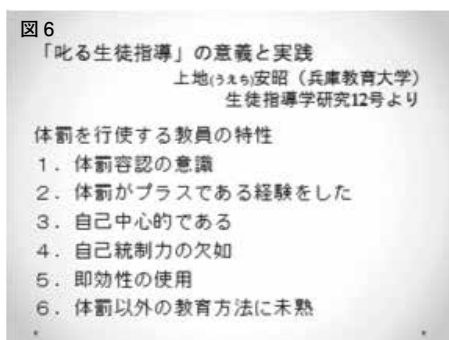 図6
「叱る生徒指導」の意義と実践
上地(うえち)安昭（兵庫教育大学）
生徒指導学研究12号より
体罰を行使する教員の特性
１．体罰容認の意識
２．体罰がプラスである経験をした
３．自己中心的である
４．自己統制力の欠如
５．即効性の使用
６．体罰以外の教育方法に未熟